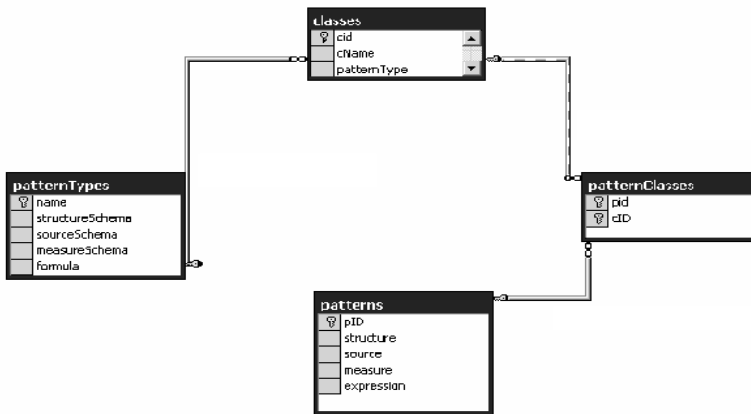 classes
cid
cName
patternType
patternTypes
name
structureSchema
sourceSchema
measureSchema
formula
patternClasses
pid
cID
patterns
pID
structure
source
measure
expression